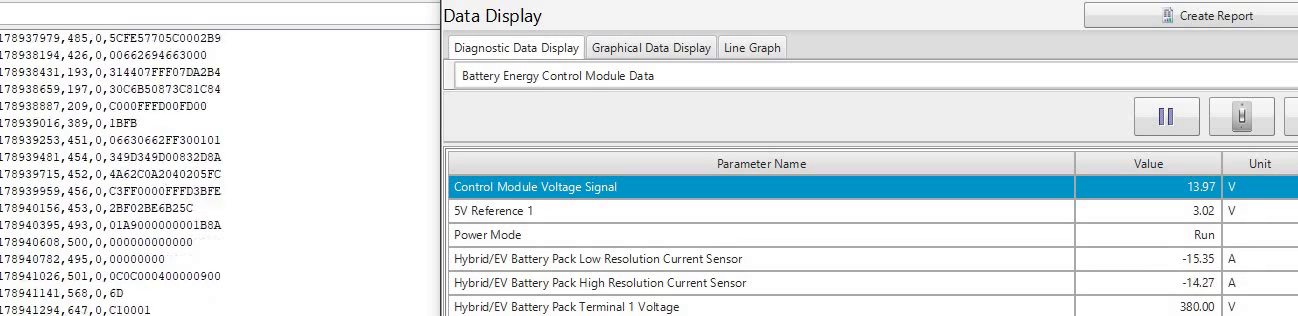 178937979,485,0,5CFE57705C0002B9
178938194,426,0,00662694663000
178938431,193,0,314407FFF07DA2B4
178938659,197,0,30C6B50873C81C84
178938887,209,0,C000FFFD00FD00
178939016,389,0,1BFB
178939253,451,0,06630662FF300101
178939481,454,0,349D349D00832D8A
178939715,452,0,4A62C0A2040205FC
178939959,456,0,C3FF0000FFFD3BFE
178940156,453,0,2BF02BE6B25C
178940395,493,0,01A9000000001B8A
178940608,500,0,000000000000
178940782,495,0,00000000
178941026,501,0,0C0C000400000900
178941141,568,0,6D
178941294,647,0,C10001
Data Display
Create Report
Diagnostic Data Display Graphical Data Display Line Graph
Battery Energy Control Module Data
Parameter Name Value Unit
Control Module Voltage Signal 13.97 V
5V Reference 1 3.02 V
Power Mode Run
Hybrid/EV Battery Pack Low Resolution Current Sensor -15.35 A
Hybrid/EV Battery Pack High Resolution Current Sensor -14.27 A
Hybrid/EV Battery Pack Terminal 1 Voltage 380.00 V